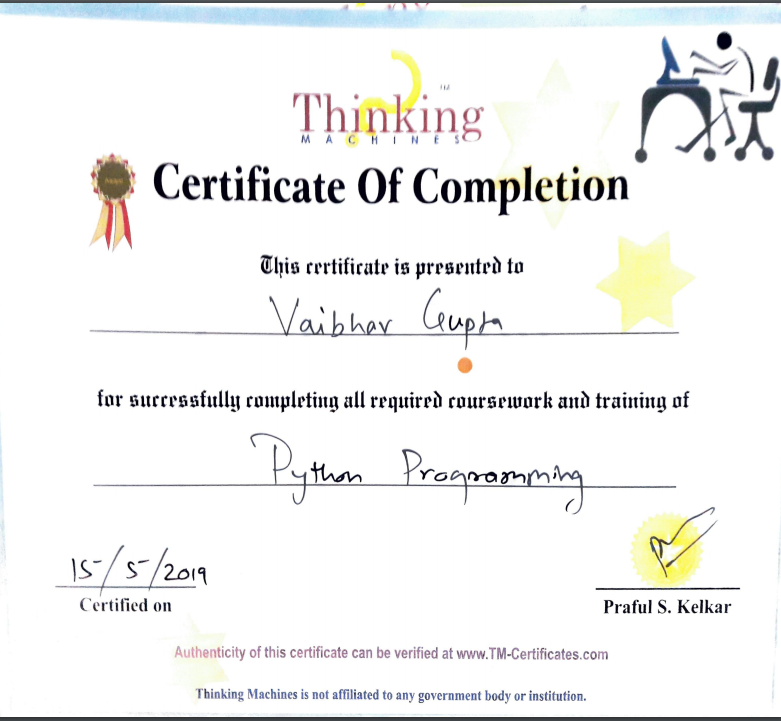 Thinking
MACHINES
TM
Certificate Of Completion
This certificate is presented to
Vaibhav Gupta
for successfully completing all required coursework and training of
Python Programming
15/5/2019
Certified on
Praful S. Kelkar
Authenticity of this certificate can be verified at www.TM-Certificates.com
Thinking Machines is not affiliated to any government body or institution.